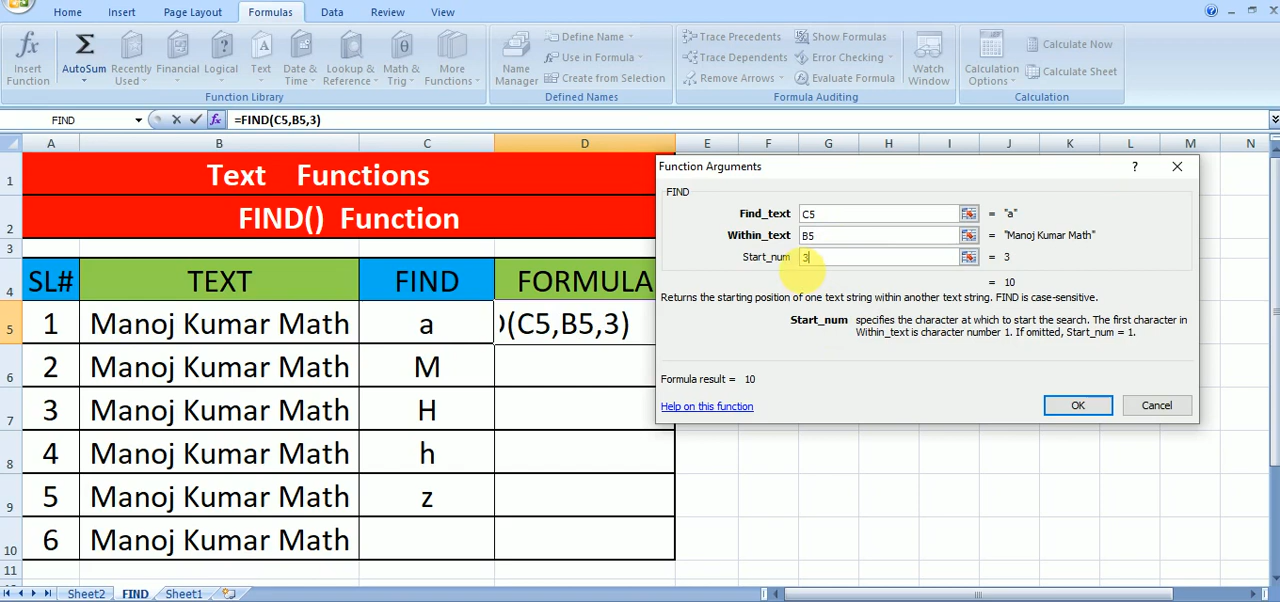 Home Insert Page Layout Formulas Data Review View
fx Insert Function
Σ AutoSum
Recently Used
Financial
Logical
Text
Date & Time
Lookup & Reference
Math & Trig
More Functions
Function Library
Name Manager
Define Name
Use in Formula
Create from Selection
Defined Names
Trace Precedents
Trace Dependents
Remove Arrows
Show Formulas
Error Checking
Evaluate Formula
Watch Window
Formula Auditing
Calculation Options
Calculate Now
Calculate Sheet
Calculation
FIND fx =FIND(C5,B5,3)
A B C D E F G H I J K L M N
1 Text Functions
2 FIND() Function
3
4 SL# TEXT FIND FORMULA
5 1 Manoj Kumar Math a )(C5,B5,3)
6 2 Manoj Kumar Math M
7 3 Manoj Kumar Math H
8 4 Manoj Kumar Math h
9 5 Manoj Kumar Math z
10 6 Manoj Kumar Math
11
Function Arguments ?
FIND
Find_text C5 = "a"
Within_text B5 = "Manoj Kumar Math"
Start_num 3 = 3
= 10
Returns the starting position of one text string within another text string. FIND is case-sensitive.
Start_num specifies the character at which to start the search. The first character in
Within_text is character number 1. If omitted, Start_num = 1.
Formula result = 10
Help on this function OK Cancel
Sheet2 FIND Sheet1